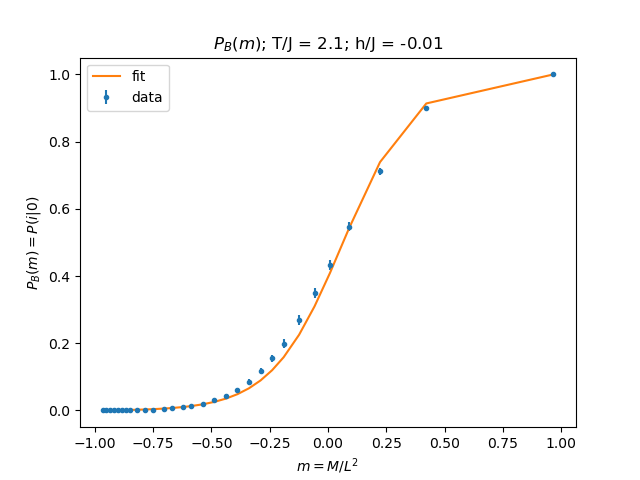 P_B(m); T/J = 2.1; h/J = -0.01
fit
data
P_B(m) = P(i|0)
1.0
0.8
0.6
0.4
0.2
0.0
−1.00 −0.75 −0.50 −0.25 0.00 0.25 0.50 0.75 1.00
m = M/L²